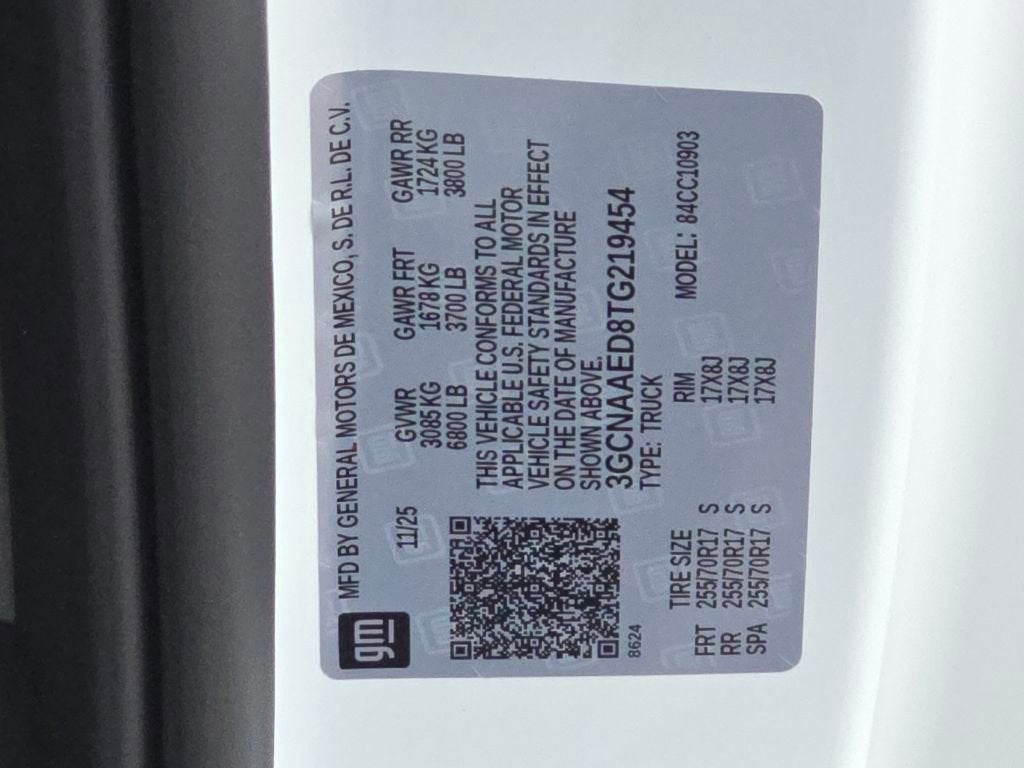 gm
MFD BY GENERAL MOTORS DE MEXICO, S. DE R.L. DE C.V.
11/25 GVWR GAWR FRT GAWR RR
3085 KG 1678 KG 1724 KG
6800 LB 3700 LB 3800 LB
THIS VEHICLE CONFORMS TO ALL
APPLICABLE U.S. FEDERAL MOTOR
VEHICLE SAFETY STANDARDS IN EFFECT
ON THE DATE OF MANUFACTURE
SHOWN ABOVE.
3GCNAAED8TG219454
8624 TYPE: TRUCK
TIRE SIZE RIM MODEL: 84CC10903
FRT 255/70R17 S 17X8J
RR 255/70R17 S 17X8J
SPA 255/70R17 S 17X8J